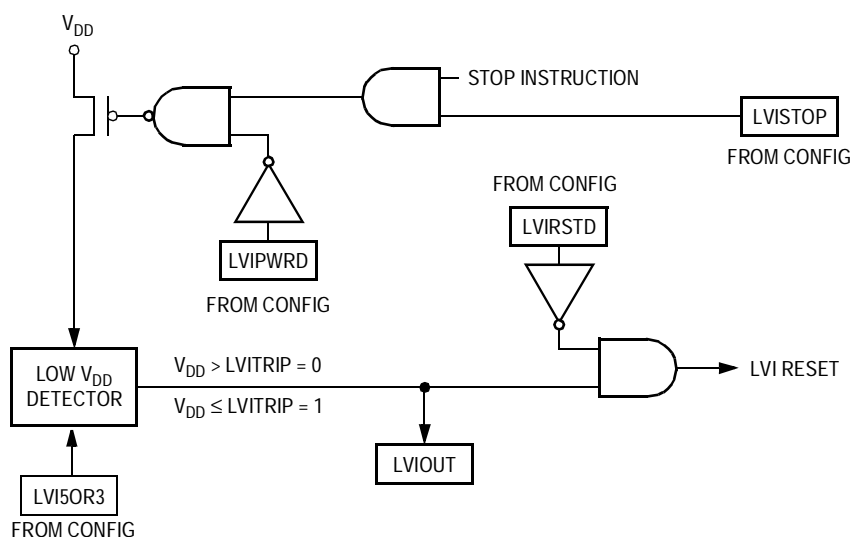 VDD
STOP INSTRUCTION
LVISTOP
FROM CONFIG
FROM CONFIG
LVIRSTD
LVIPWRD
FROM CONFIG
LOW VDD
DETECTOR
VDD > LVITRIP = 0
VDD ≤ LVITRIP = 1
LVI RESET
LVIOUT
LVI5OR3
FROM CONFIG